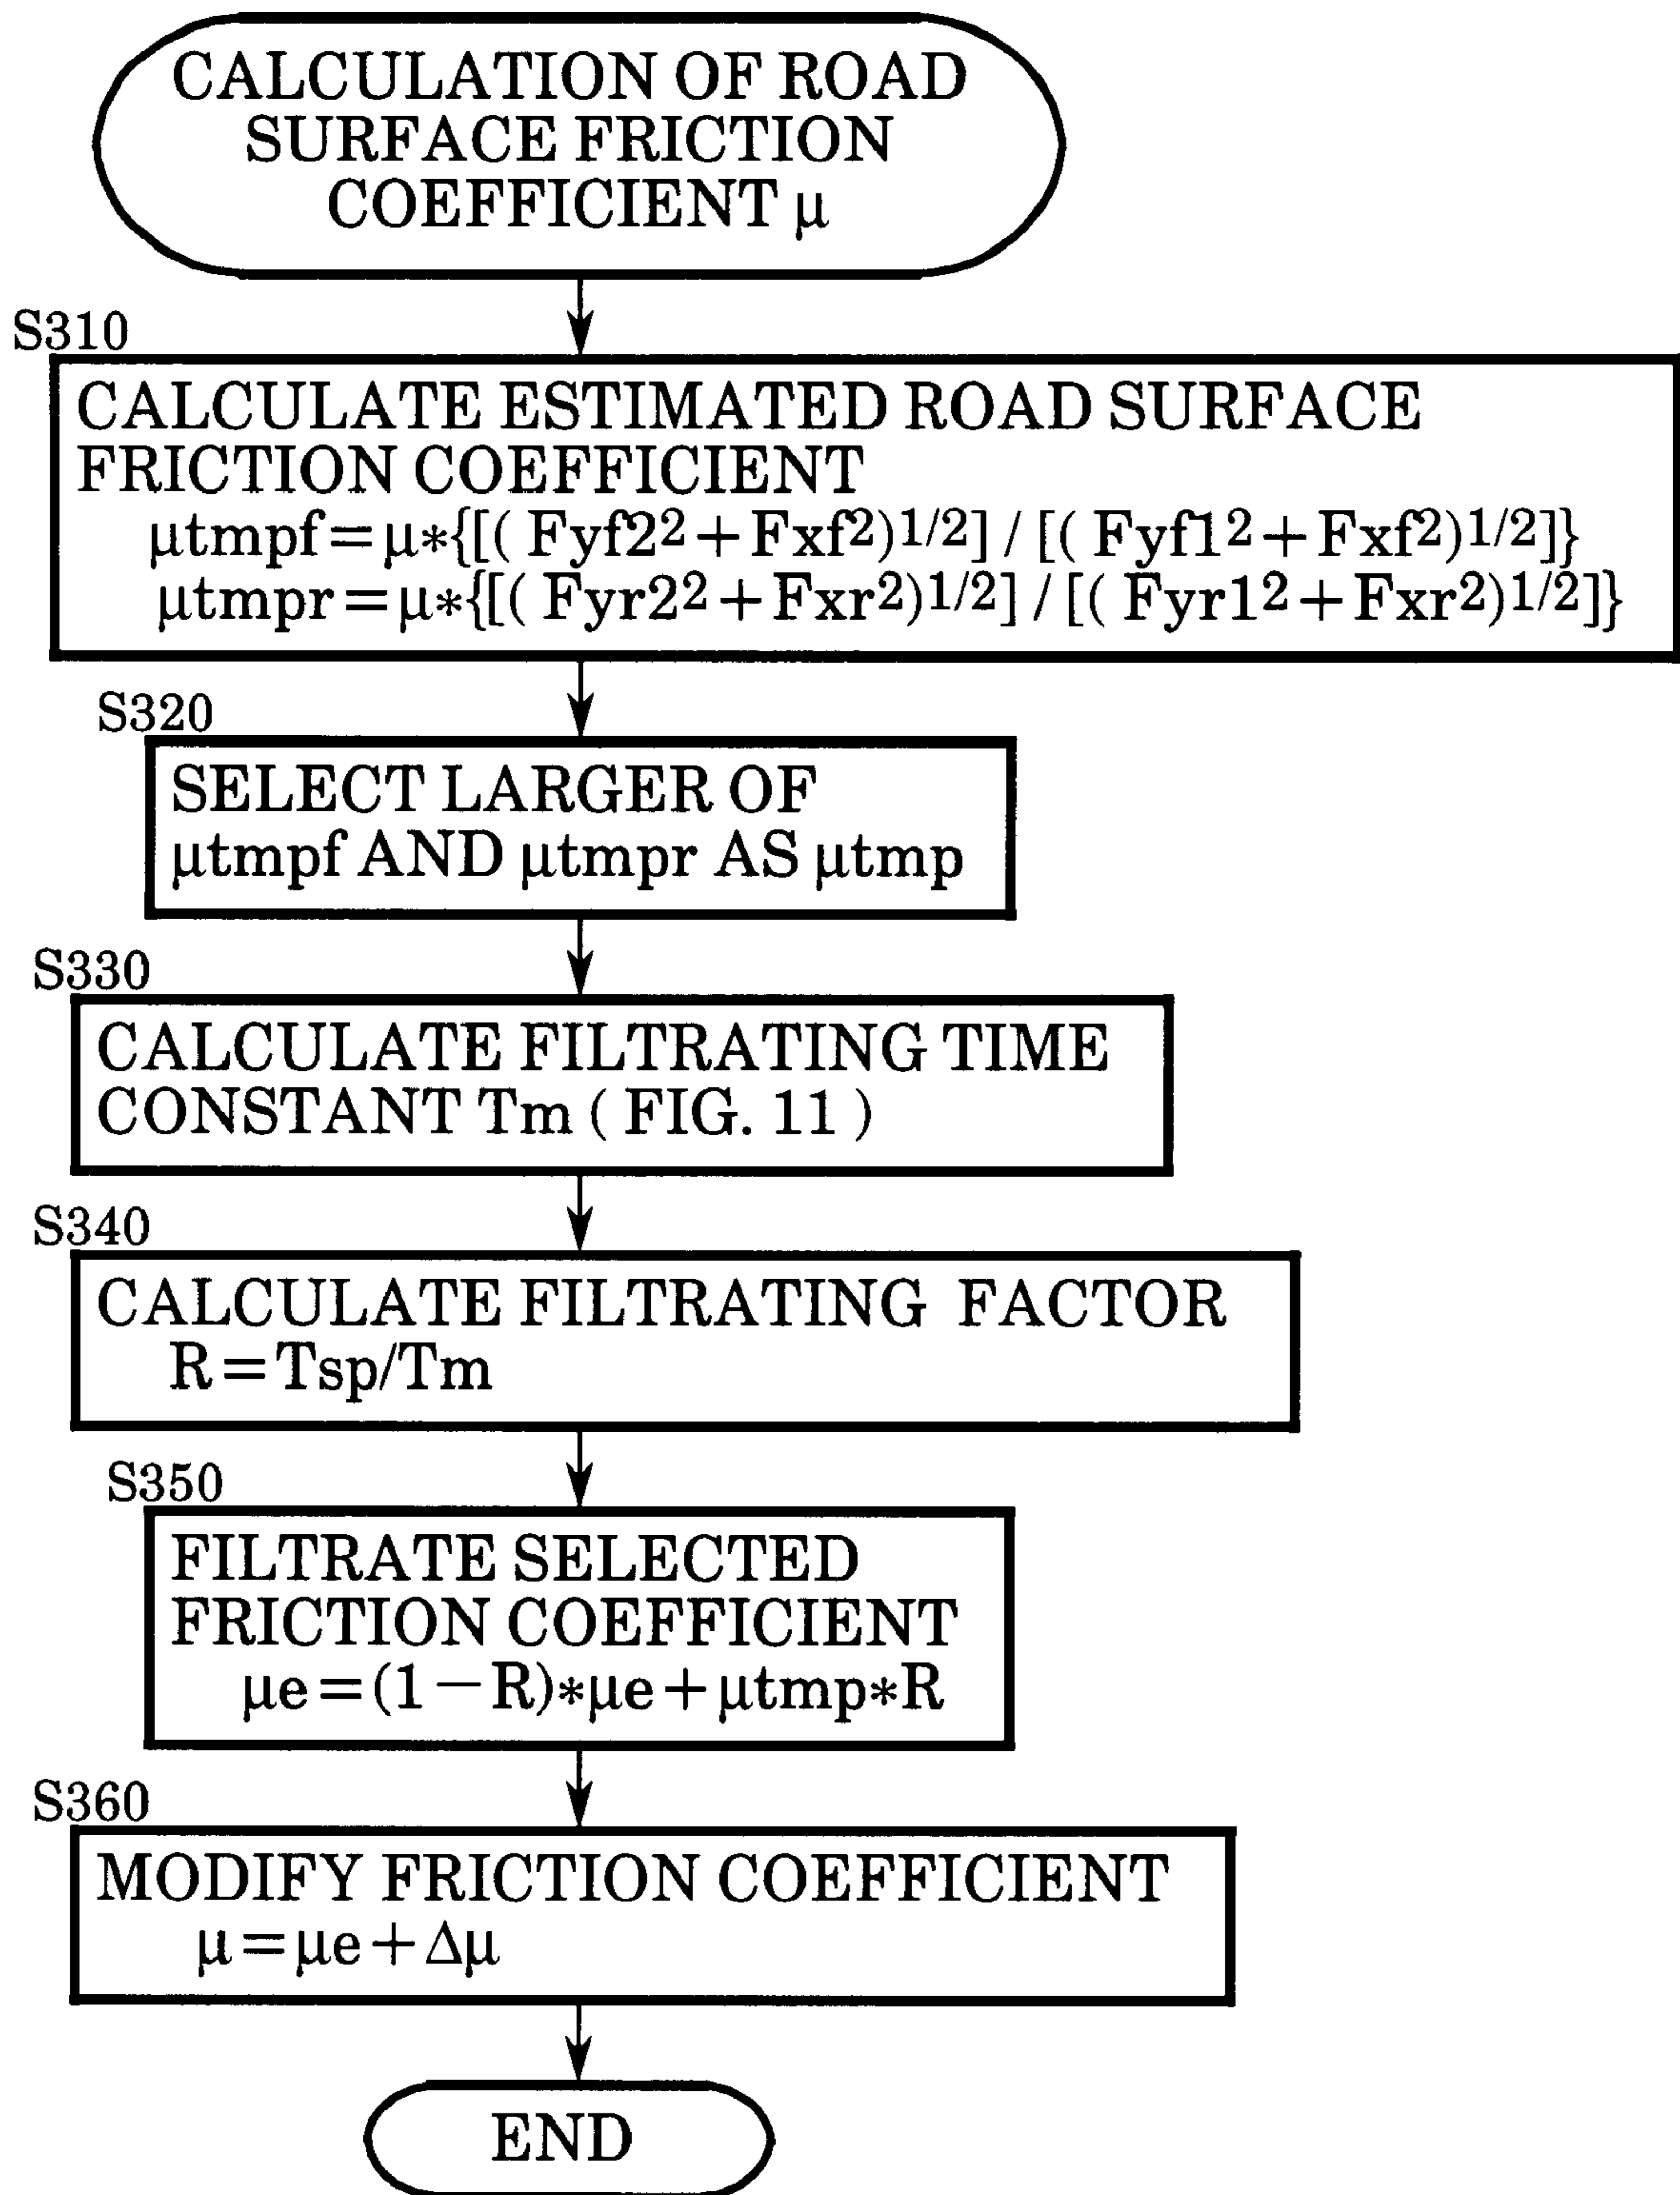 CALCULATION OF ROAD
SURFACE FRICTION
COEFFICIENT μ
S310
CALCULATE ESTIMATED ROAD SURFACE
FRICTION COEFFICIENT
μtmpf=μ*{[(Fyf2²+Fxf²)1/2]/[(Fyf1²+Fxf²)1/2]}
μtmpr=μ*{[(Fyr2²+Fxr²)1/2]/[(Fyr1²+Fxr²)1/2]}
S320
SELECT LARGER OF
μtmpf AND μtmpr AS μtmp
S330
CALCULATE FILTRATING TIME
CONSTANT Tm ( FIG. 11 )
S340
CALCULATE FILTRATING FACTOR
R=Tsp/Tm
S350
FILTRATE SELECTED
FRICTION COEFFICIENT
μe=(1−R)*μe+μtmp*R
S360
MODIFY FRICTION COEFFICIENT
μ=μe+Δμ
END